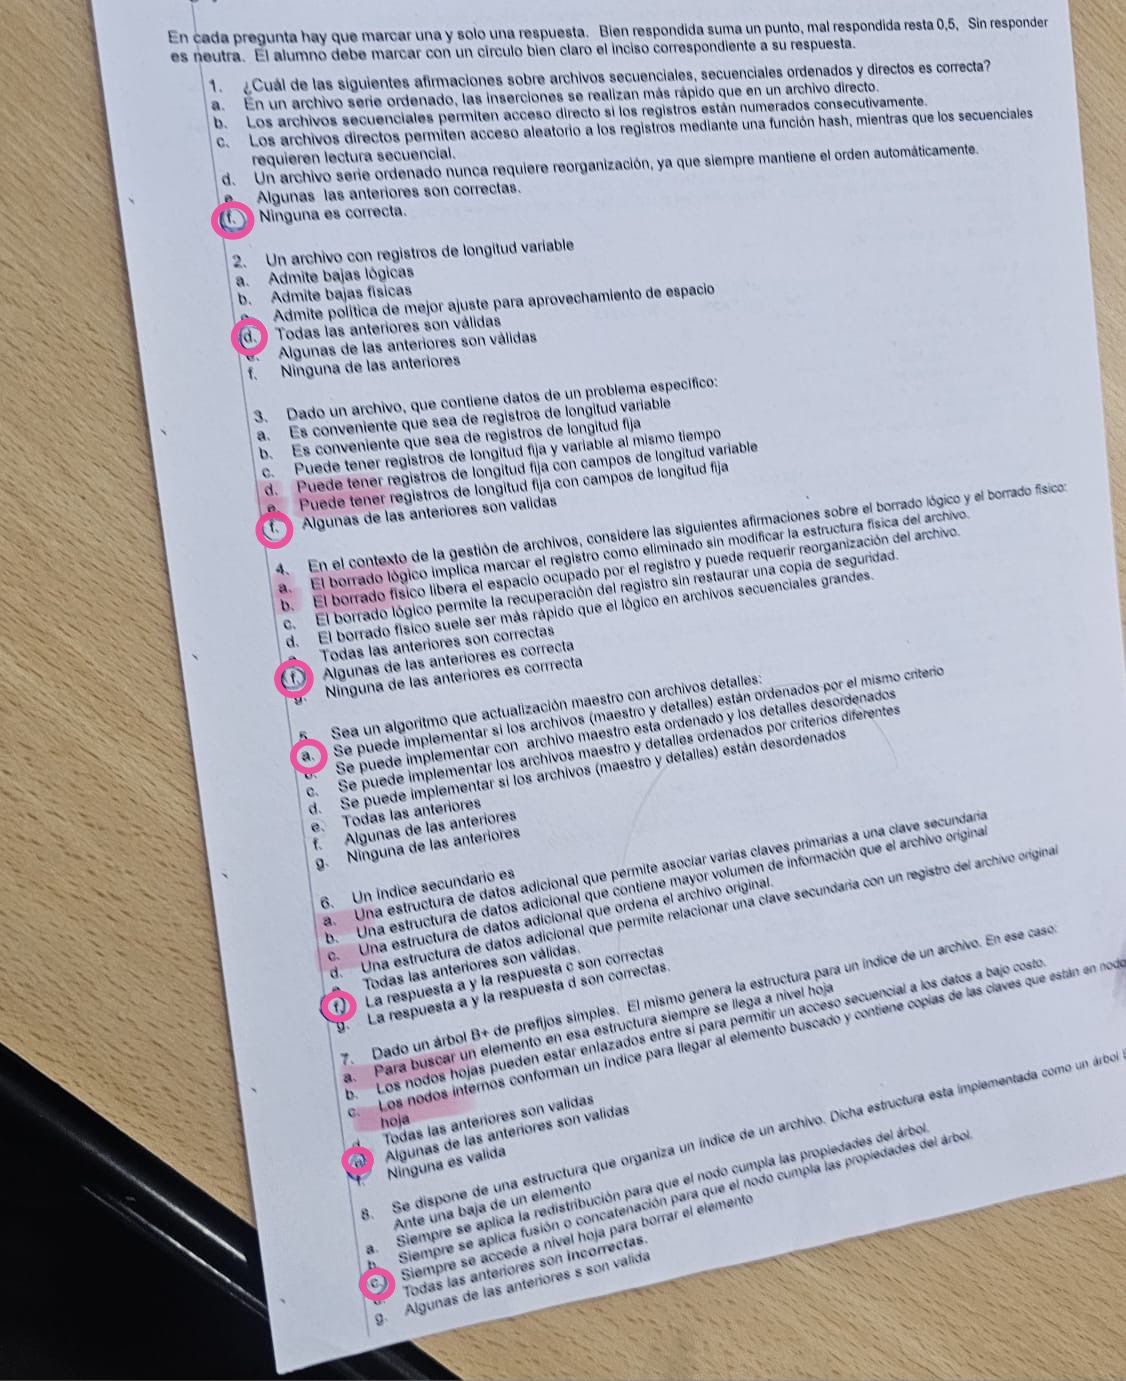 En cada pregunta hay que marcar una y solo una respuesta. Bien respondida suma un punto, mal respondida resta 0,5, Sin responder
es neutra. El alumno debe marcar con un círculo bien claro el inciso correspondiente a su respuesta.
1. ¿Cuál de las siguientes afirmaciones sobre archivos secuenciales, secuenciales ordenados y directos es correcta?
a. En un archivo serie ordenado, las inserciones se realizan más rápido que en un archivo directo.
b. Los archivos secuenciales permiten acceso directo si los registros están numerados consecutivamente.
c. Los archivos directos permiten acceso aleatorio a los registros mediante una función hash, mientras que los secuenciales
requieren lectura secuencial.
d. Un archivo serie ordenado nunca requiere reorganización, ya que siempre mantiene el orden automáticamente.
e. Algunas las anteriores son correctas.
f. Ninguna es correcta.
2. Un archivo con registros de longitud variable
a. Admite bajas lógicas
b. Admite bajas físicas
Admite política de mejor ajuste para aprovechamiento de espacio
d. Todas las anteriores son válidas
e. Algunas de las anteriores son válidas
f. Ninguna de las anteriores
3. Dado un archivo, que contiene datos de un problema específico:
a. Es conveniente que sea de registros de longitud variable
b. Es conveniente que sea de registros de longitud fija
c. Puede tener registros de longitud fija y variable al mismo tiempo
d. Puede tener registros de longitud fija con campos de longitud variable
e. Puede tener registros de longitud fija con campos de longitud fija
f. Algunas de las anteriores son validas
4. En el contexto de la gestión de archivos, considere las siguientes afirmaciones sobre el borrado lógico y el borrado físico:
a. El borrado lógico implica marcar el registro como eliminado sin modificar la estructura física del archivo.
b. El borrado físico libera el espacio ocupado por el registro y puede requerir reorganización del archivo.
c. El borrado lógico permite la recuperación del registro sin restaurar una copia de seguridad.
d. El borrado físico suele ser más rápido que el lógico en archivos secuenciales grandes.
Todas las anteriores son correctas
f. Algunas de las anteriores es correcta
g. Ninguna de las anteriores es corrrecta
5. Sea un algoritmo que actualización maestro con archivos detalles:
a. Se puede implementar si los archivos (maestro y detalles) están ordenados por el mismo criterio
b. Se puede implementar con archivo maestro esta ordenado y los detalles desordenados
c. Se puede implementar los archivos maestro y detalles ordenados por criterios diferentes
d. Se puede implementar si los archivos (maestro y detalles) están desordenados
e. Todas las anteriores
f. Algunas de las anteriores
g. Ninguna de las anteriores
6. Un índice secundario es
a. Una estructura de datos adicional que permite asociar varias claves primarias a una clave secundaria
b. Una estructura de datos adicional que contiene mayor volumen de información que el archivo original
c. Una estructura de datos adicional que ordena el archivo original.
d. Una estructura de datos adicional que permite relacionar una clave secundaria con un registro del archivo original
Todas las anteriores son válidas.
f. La respuesta a y la respuesta c son correctas
g. La respuesta a y la respuesta d son correctas.
7. Dado un árbol B+ de prefijos simples. El mismo genera la estructura para un índice de un archivo. En ese caso:
a. Para buscar un elemento en esa estructura siempre se llega a nivel hoja
b. Los nodos hojas pueden estar enlazados entre sí para permitir un acceso secuencial a los datos a bajo costo.
c. Los nodos internos conforman un índice para llegar al elemento buscado y contiene copias de las claves que están en nodo
hoja
d. Todas las anteriores son validas
Algunas de las anteriores son validas
Ninguna es valida
8. Se dispone de una estructura que organiza un índice de un archivo. Dicha estructura esta implementada como un árbol
Ante una baja de un elemento
a. Siempre se aplica la redistribución para que el nodo cumpla las propiedades del árbol.
b. Siempre se aplica fusión o concatenación para que el nodo cumpla las propiedades del árbol.
c. Siempre se accede a nivel hoja para borrar el elemento
Todas las anteriores son incorrectas.
g. Algunas de las anteriores s son valida